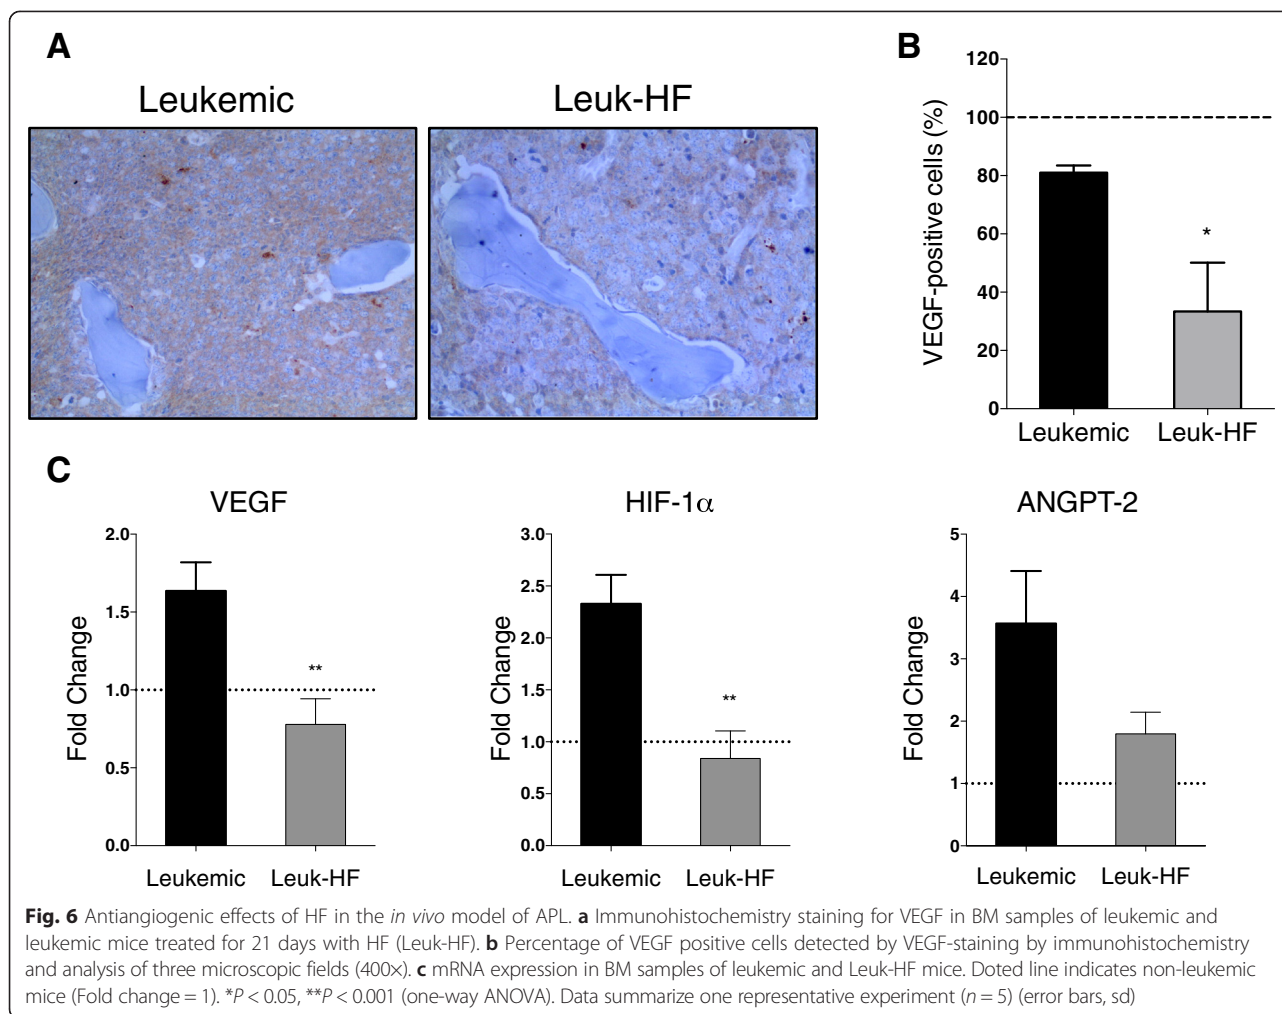 A
Leukemic
Leuk-HF
B
VEGF-positive cells (%)
120
100
80
60
40
20
0
*
Leukemic
Leuk-HF
C
VEGF
Fold Change
2.0
1.5
1.0
0.5
0.0
**
Leukemic
Leuk-HF
HIF-1α
Fold Change
3.0
2.5
2.0
1.5
1.0
0.5
0.0
**
Leukemic
Leuk-HF
ANGPT-2
Fold Change
5
4
3
2
1
0
Leukemic
Leuk-HF
Fig. 6 Antiangiogenic effects of HF in the in vivo model of APL. a Immunohistochemistry staining for VEGF in BM samples of leukemic and
leukemic mice treated for 21 days with HF (Leuk-HF). b Percentage of VEGF positive cells detected by VEGF-staining by immunohistochemistry
and analysis of three microscopic fields (400×). c mRNA expression in BM samples of leukemic and Leuk-HF mice. Doted line indicates non-leukemic
mice (Fold change = 1). *P < 0.05, **P < 0.001 (one-way ANOVA). Data summarize one representative experiment (n = 5) (error bars, sd)